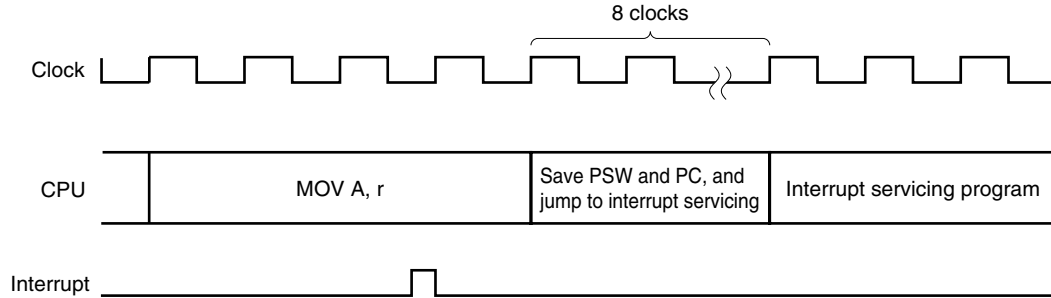 8 clocks
Clock
CPU
MOV A, r
Save PSW and PC, and
jump to interrupt servicing
Interrupt servicing program
Interrupt